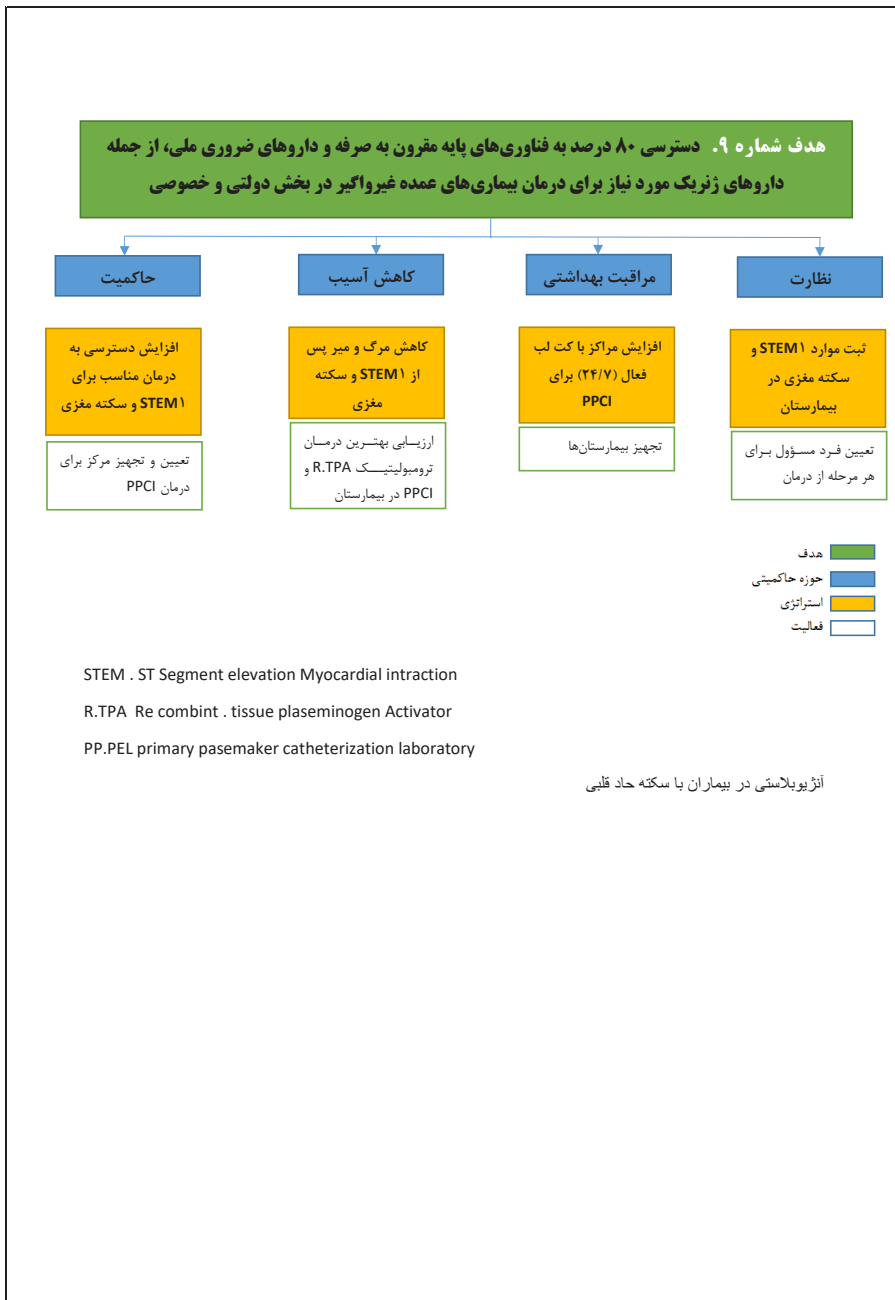 هدف شماره ۹. دسترسی ۸۰ درصد به فناوری‌های پایه مقرون به صرفه و داروهای ضروری ملی، از جمله
داروهای ژنریک مورد نیاز برای درمان بیماری‌های عمده غیرواگیر در بخش دولتی و خصوصی
نظارت
ثبت موارد STEM۱ و
سکته مغزی در
بیمارستان
تعیین فرد مسؤول برای
هر مرحله از درمان
مراقبت بهداشتی
افزایش مراکز با کت لب
فعال (۲۴/۷) برای
PPCI
تجهیز بیمارستان‌ها
کاهش آسیب
کاهش مرگ و میر پس
از STEM۱ و سکته
مغزی
ارزیابی بهترین درمان
ترومبولیتیک R.TPA و
PPCI در بیمارستان
حاکمیت
افزایش دسترسی به
درمان مناسب برای
STEM۱ و سکته مغزی
تعیین و تجهیز مرکز برای
درمان PPCI
هدف
حوزه حاکمیتی
استراتژی
فعالیت
STEM . ST Segment elevation Myocardial intraction
R.TPA Re combint . tissue plaseminogen Activator
PP.PEL primary pasemaker catheterization laboratory
آنژیوبلاستی در بیماران با سکته حاد قلبی